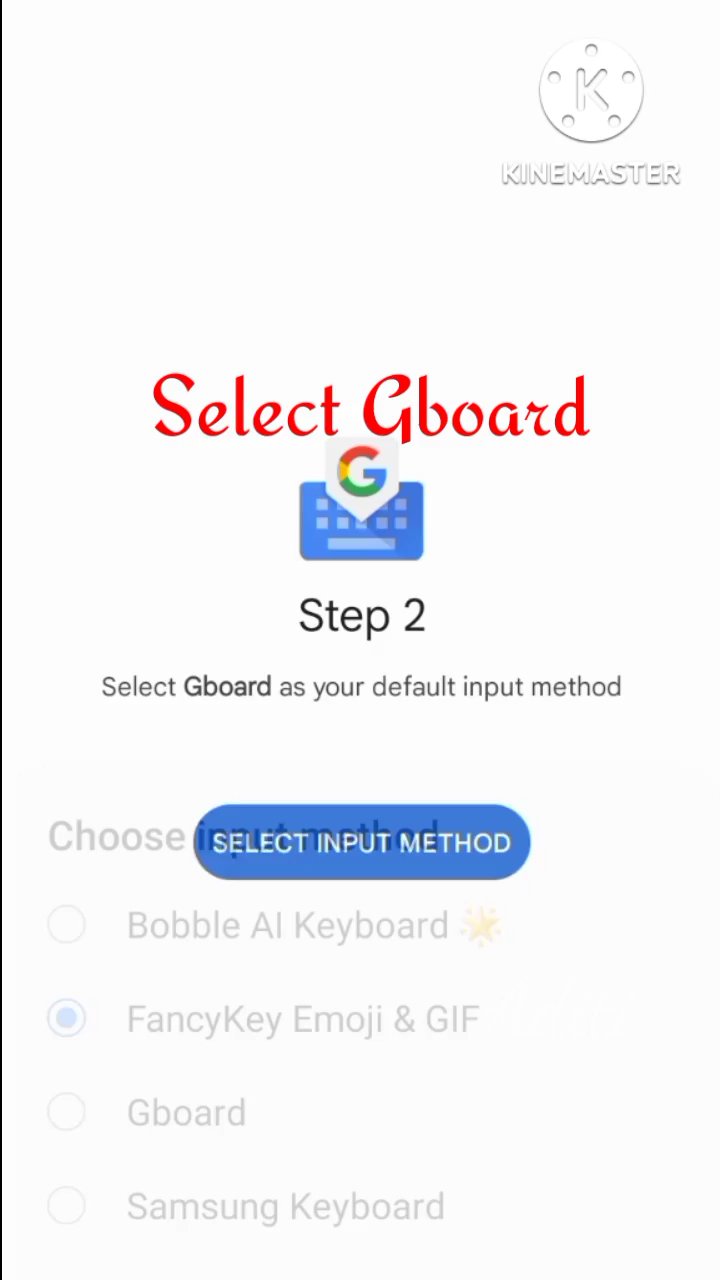 K
KINEMASTER
Select Gboard
G
Step 2
Select Gboard as your default input method
Choose input method
SELECT INPUT METHOD
Bobble AI Keyboard 🌟
FancyKey Emoji & GIF
Gboard
Samsung Keyboard